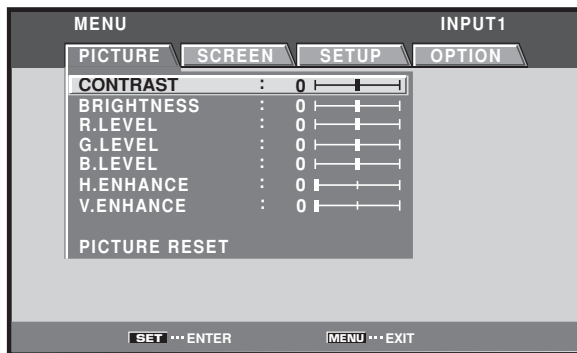 MENU INPUT1
PICTURE SCREEN SETUP OPTION
CONTRAST : 0
BRIGHTNESS : 0
R.LEVEL : 0
G.LEVEL : 0
B.LEVEL : 0
H.ENHANCE : 0
V.ENHANCE : 0
PICTURE RESET
SET ··· ENTER MENU ··· EXIT